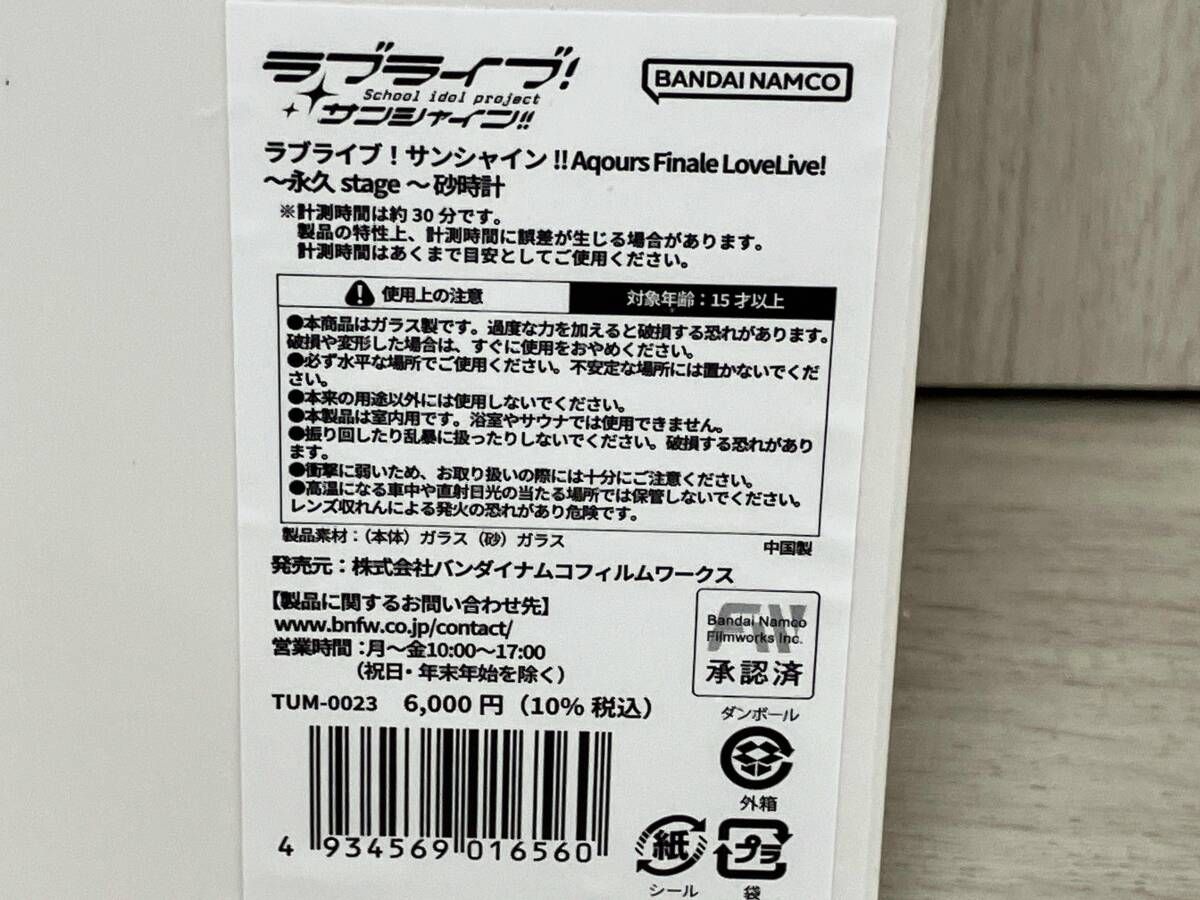 ラブライブ!
School idol project
サンシャイン!!
BANDAI NAMCO
ラブライブ!サンシャイン!! Aqours Finale LoveLive!
～永久 stage ～砂時計
※計測時間は約30分です。
製品の特性上、計測時間に誤差が生じる場合があります。
計測時間はあくまで目安としてご使用ください。
使用上の注意
対象年齢:15才以上
●本商品はガラス製です。過度な力を加えると破損する恐れがあります。
破損や変形した場合は、すぐに使用をおやめください。
●必ず水平な場所でご使用ください。不安定な場所には置かないでくだ
さい。
●本来の用途以外には使用しないでください。
●本製品は室内用です。浴室やサウナでは使用できません。
●振り回したり乱暴に扱ったりしないでください。破損する恐れがあり
ます。
●衝撃に弱いため、お取り扱いの際には十分にご注意ください。
●高温になる車中や直射日光の当たる場所では保管しないでください。
レンズ収れんによる発火の恐れがあり危険です。
製品素材:(本体)ガラス(砂)ガラス
中国製
発売元:株式会社バンダイナムコフィルムワークス
【製品に関するお問い合わせ先】
www.bnfw.co.jp/contact/
営業時間:月～金10:00～17:00
(祝日・年末年始を除く)
Bandai Namco
Filmworks Inc.
承認済
TUM-0023 6,000円(10%税込)
ダンボール
外箱
4 934569 016560
紙
シール
プラ
袋